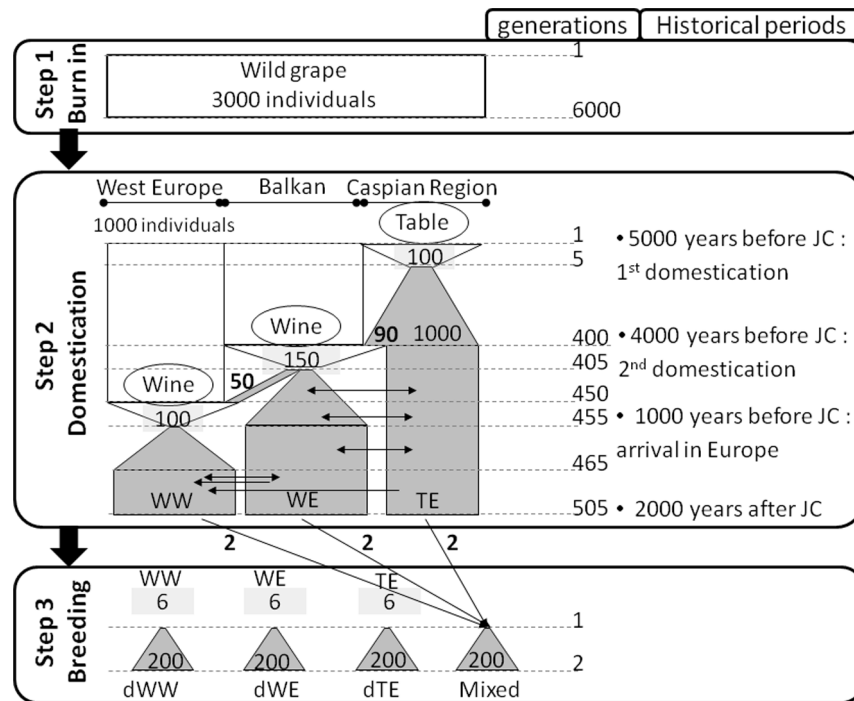 generations Historical periods
Step 1
Burn in
Wild grape
3000 individuals
1
6000
Step 2
Domestication
West Europe Balkan Caspian Region
1000 individuals
Table
1
5
100
• 5000 years before JC :
1st domestication
Wine
90 1000
400
• 4000 years before JC :
2nd domestication
150
405
Wine
50
450
100
455
• 1000 years before JC :
arrival in Europe
465
WW WE TE
505
• 2000 years after JC
2 2 2
Step 3
Breeding
WW WE TE
6 6 6
1
200 200 200 200
2
dWW dWE dTE Mixed